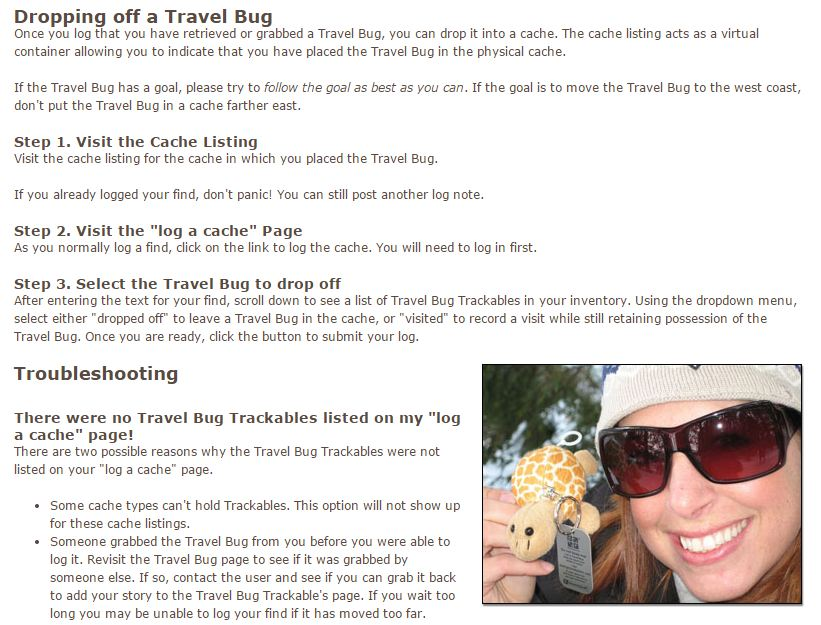 Dropping off a Travel Bug
Once you log that you have retrieved or grabbed a Travel Bug, you can drop it into a cache. The cache listing acts as a virtual
container allowing you to indicate that you have placed the Travel Bug in the physical cache.
If the Travel Bug has a goal, please try to follow the goal as best as you can. If the goal is to move the Travel Bug to the west coast,
don't put the Travel Bug in a cache farther east.
Step 1. Visit the Cache Listing
Visit the cache listing for the cache in which you placed the Travel Bug.
If you already logged your find, don't panic! You can still post another log note.
Step 2. Visit the "log a cache" Page
As you normally log a find, click on the link to log the cache. You will need to log in first.
Step 3. Select the Travel Bug to drop off
After entering the text for your find, scroll down to see a list of Travel Bug Trackables in your inventory. Using the dropdown menu,
select either "dropped off" to leave a Travel Bug in the cache, or "visited" to record a visit while still retaining possession of the
Travel Bug. Once you are ready, click the button to submit your log.
Troubleshooting
There were no Travel Bug Trackables listed on my "log
a cache" page!
There are two possible reasons why the Travel Bug Trackables were not
listed on your "log a cache" page.
• Some cache types can't hold Trackables. This option will not show up
for these cache listings.
• Someone grabbed the Travel Bug from you before you were able to
log it. Revisit the Travel Bug page to see if it was grabbed by
someone else. If so, contact the user and see if you can grab it back
to add your story to the Travel Bug Trackable's page. If you wait too
long you may be unable to log your find if it has moved too far.